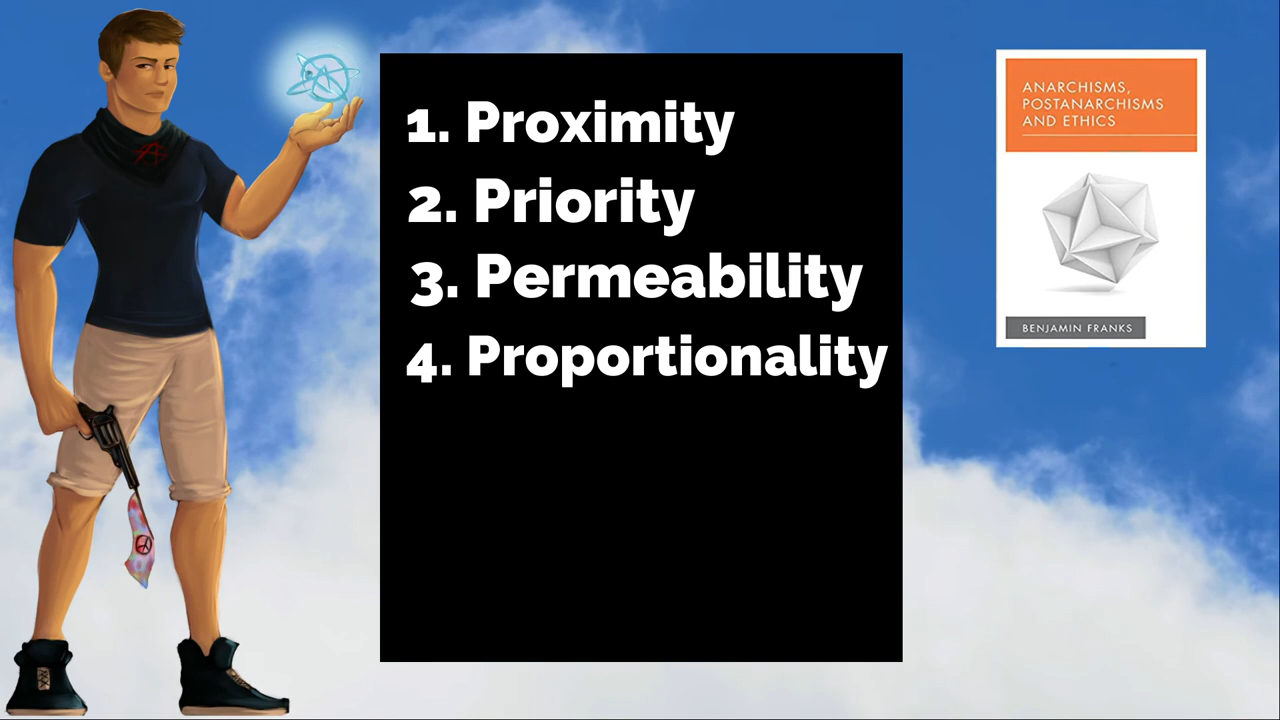 1. Proximity
2. Priority
3. Permeability
4. Proportionality
ANARCHISMS,
POSTANARCHISMS
AND ETHICS
BENJAMIN FRANKS